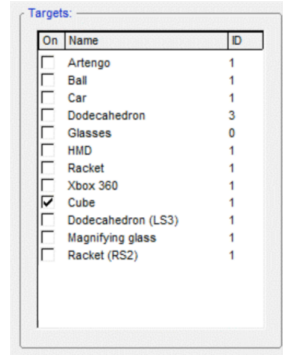 Targets:
On Name ID
Artengo 1
Ball 1
Car 1
Dodecahedron 3
Glasses 0
HMD 1
Racket 1
Xbox 360 1
Cube 1
Dodecahedron (LS3) 1
Magnifying glass 1
Racket (RS2) 1